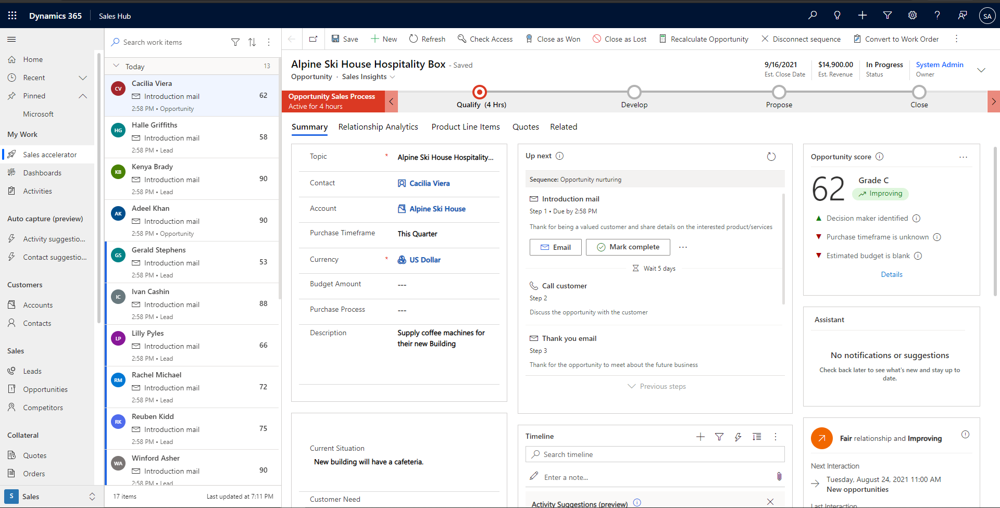 Dynamics 365
Sales Hub
SA
Home
Recent
Pinned
Microsoft
My Work
Sales accelerator
Dashboards
Activities
Auto capture (preview)
Activity suggestio...
Contact suggestio...
Customers
Accounts
Contacts
Sales
Leads
Opportunities
Competitors
Collateral
Quotes
Orders
S Sales
Search work items
Today 13
CV Cacilia Viera
Introduction mail 62
2:58 PM • Opportunity
HG Halle Griffiths
Introduction mail 58
2:58 PM • Lead
KB Kenya Brady
Introduction mail 90
2:58 PM • Lead
AK Adeel Khan
Introduction mail 90
2:58 PM • Opportunity
GS Gerald Stephens
Introduction mail 53
2:58 PM • Lead
IC Ivan Cashin
Introduction mail 88
2:58 PM • Lead
LP Lilly Pyles
Introduction mail 66
2:58 PM • Lead
RM Rachel Michael
Introduction mail 72
2:58 PM • Lead
RK Reuben Kidd
Introduction mail 75
2:58 PM • Lead
WA Winford Asher
Introduction mail 90
2:58 PM • Lead
17 items Last updated at 7:11 PM
Save New Refresh Check Access Close as Won Close as Lost Recalculate Opportunity Disconnect sequence Convert to Work Order
Alpine Ski House Hospitality Box - Saved
Opportunity · Sales Insights
9/16/2021
Est. Close Date
$14,900.00
Est. Revenue
In Progress
Status
System Admin
Owner
Opportunity Sales Process
Active for 4 hours
Qualify (4 Hrs)
Develop
Propose
Close
Summary Relationship Analytics Product Line Items Quotes Related
Topic * Alpine Ski House Hospitality...
Contact Cacilia Viera
Account Alpine Ski House
Purchase Timeframe This Quarter
Currency * US Dollar
Budget Amount ---
Purchase Process ---
Description Supply coffee machines for
their new Building
Current Situation
New building will have a cafeteria.
Customer Need
Up next
Sequence: Opportunity nurturing
Introduction mail
Step 1 • Due by 2:58 PM
Thank for being a valued customer and share details on the interested product/services
Email Mark complete ...
Wait 5 days
Call customer
Step 2
Discuss the opportunity with the customer
Thank you email
Step 3
Thank for the opportunity to meet about the future business
Previous steps
Timeline
Search timeline
Enter a note...
Activity Suggestions (preview)
Opportunity score ...
62 Grade C
Improving
Decision maker identified
Purchase timeframe is unknown
Estimated budget is blank
Details
Assistant
No notifications or suggestions
Check back later to see what's new and stay up to
date.
Fair relationship and Improving
Next Interaction
Tuesday, August 24, 2021 11:00 AM
New opportunities
Last Interaction